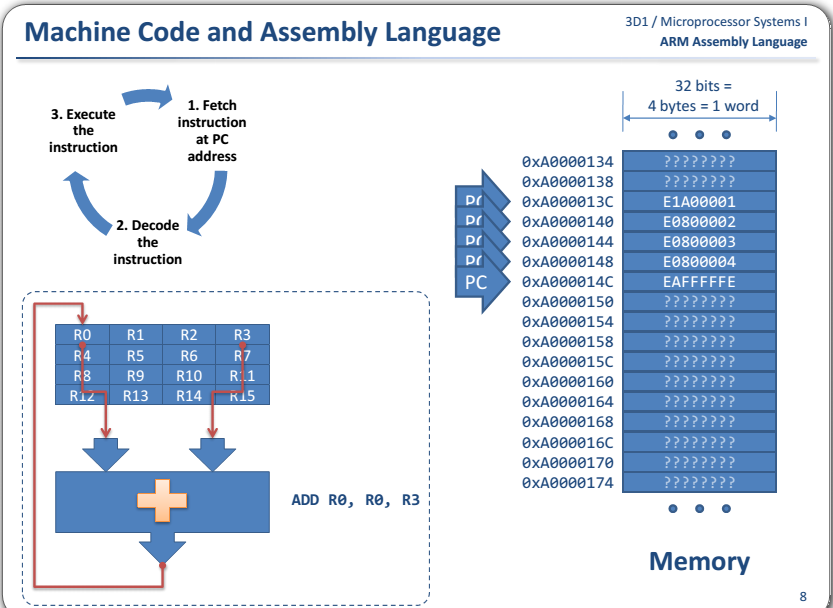 Machine Code and Assembly Language
3D1 / Microprocessor Systems I
ARM Assembly Language
3. Execute
the
instruction
1. Fetch
instruction
at PC
address
2. Decode
the
instruction
R0 R1 R2 R3
R4 R5 R6 R7
R8 R9 R10 R11
R12 R13 R14 R15
ADD R0, R0, R3
32 bits =
4 bytes = 1 word
0xA0000134 ????????
0xA0000138 ????????
PC 0xA000013C E1A00001
PC 0xA0000140 E0800002
PC 0xA0000144 E0800003
PC 0xA0000148 E0800004
PC 0xA000014C EAFFFFFE
0xA0000150 ????????
0xA0000154 ????????
0xA0000158 ????????
0xA000015C ????????
0xA0000160 ????????
0xA0000164 ????????
0xA0000168 ????????
0xA000016C ????????
0xA0000170 ????????
0xA0000174 ????????
Memory
8